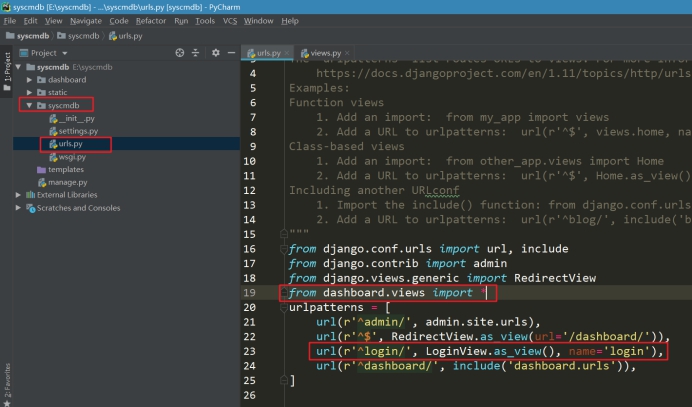 syscmdb [E:\syscmdb] - ...\syscmdb\urls.py [syscmdb] - PyCharm
File Edit View Navigate Code Refactor Run Tools VCS Window Help
syscmdb syscmdb urls.py
Project
urls.py views.py
1: Project
syscmdb E:\syscmdb
dashboard
static
syscmdb
__init__.py
settings.py
urls.py
wsgi.py
templates
manage.py
External Libraries
Scratches and Consoles
2: Favorites
4 https://docs.djangoproject.com/en/1.11/topics/http/urls
5 Examples:
6 Function views
7 1. Add an import: from my_app import views
8 2. Add a URL to urlpatterns: url(r'^$', views.home, na
9 Class-based views
10 1. Add an import: from other_app.views import Home
11 2. Add a URL to urlpatterns: url(r'^$', Home.as_view()
12 Including another URLconf
13 1. Import the include() function: from django.conf.urls
14 2. Add a URL to urlpatterns: url(r'^blog/', include('b
15 """
16 from django.conf.urls import url, include
17 from django.contrib import admin
18 from django.views.generic import RedirectView
19 from dashboard.views import *
20 urlpatterns = [
21 url(r'^admin/', admin.site.urls),
22 url(r'^$', RedirectView.as_view(url='/dashboard/')),
23 url(r'^login/', LoginView.as_view(), name='login'),
24 url(r'^dashboard/', include('dashboard.urls')),
25 ]
26